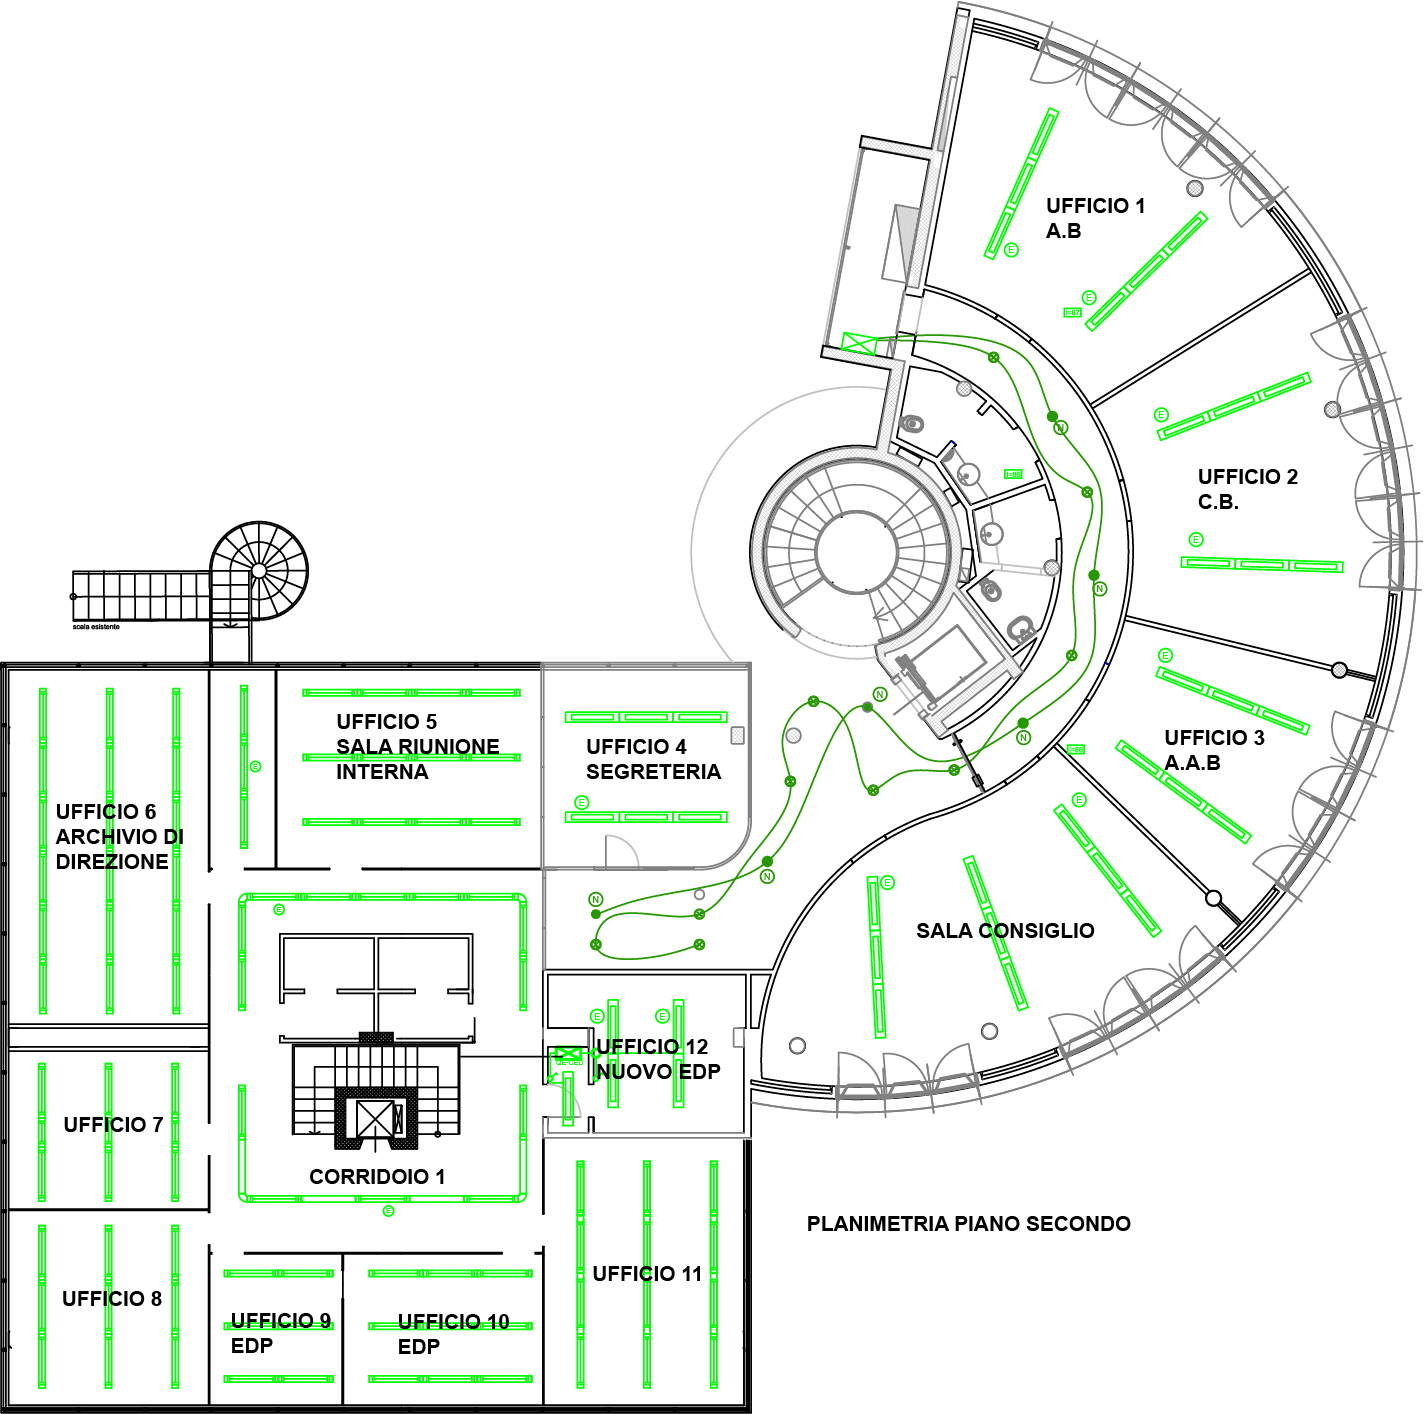 UFFICIO 1
A.B
E
E
E
N
UFFICIO 2
C.B.
E
N
scala esistente
E
N
N
UFFICIO 5
SALA RIUNIONE
INTERNA
UFFICIO 4
SEGRETERIA
UFFICIO 3
A.A.B
E
UFFICIO 6
ARCHIVIO DI
DIREZIONE
E
E
N
E
N
E
SALA CONSIGLIO
E
E
UFFICIO 12
NUOVO EDP
UFFICIO 7
CORRIDOIO 1
E
PLANIMETRIA PIANO SECONDO
UFFICIO 8
UFFICIO 11
UFFICIO 9
EDP
UFFICIO 10
EDP